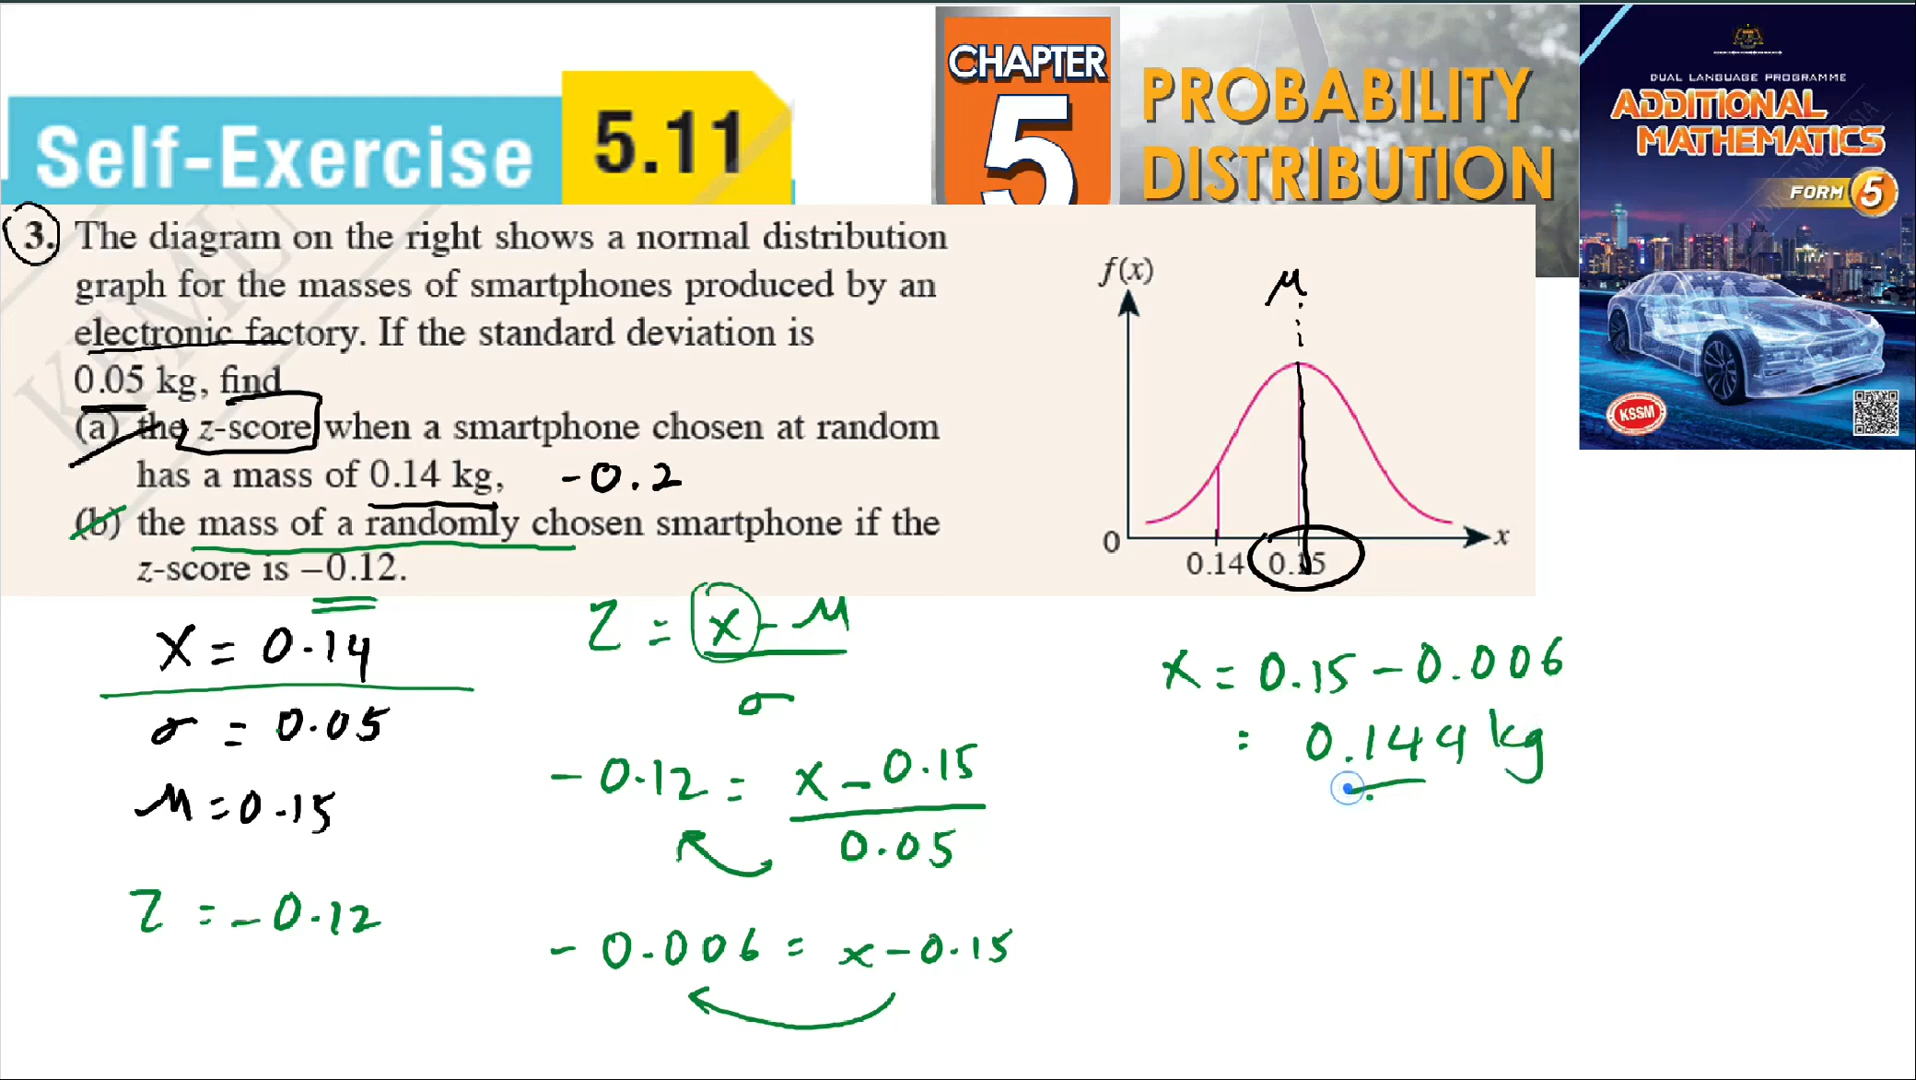 Self-Exercise 5.11
CHAPTER 5
PROBABILITY
DISTRIBUTION
DUAL LANGUAGE PROGRAMME
ADDITIONAL
MATHEMATICS
FORM 5
KSSM
3. The diagram on the right shows a normal distribution
graph for the masses of smartphones produced by an
electronic factory. If the standard deviation is
0.05 kg, find
(a) the z-score when a smartphone chosen at random
has a mass of 0.14 kg, -0.2
(b) the mass of a randomly chosen smartphone if the
z-score is −0.12.
f(x)
μ
0
0.14 0.15
x
X = 0.14
σ = 0.05
μ = 0.15
Z = -0.12
Z = x - μ
σ
-0.12 = x - 0.15
0.05
-0.006 = x - 0.15
x = 0.15 - 0.006
= 0.144 kg